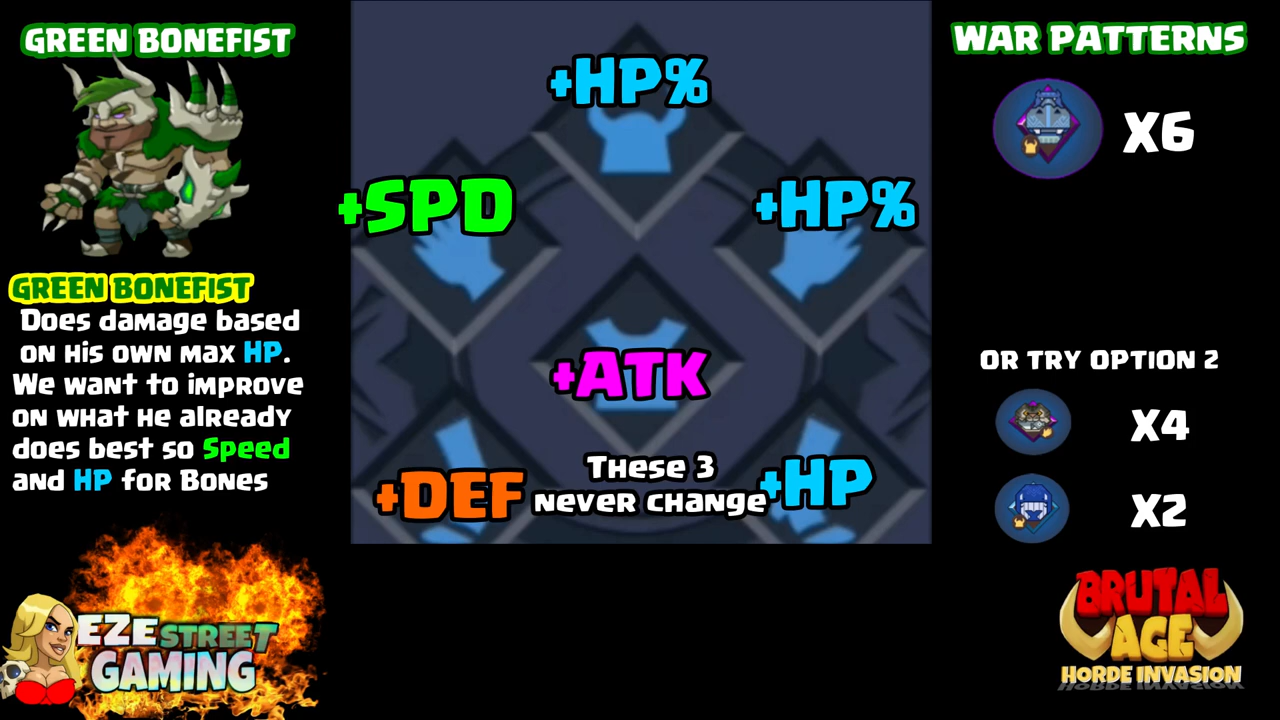 GREEN BONEFIST
GREEN BONEFIST
Does damage based
on his own max HP.
We want to improve
on what he already
does best so Speed
and HP for Bones
EZE STREET
GAMING
+HP%
+SPD
+HP%
+ATK
+DEF
These 3
never change
+HP
WAR PATTERNS
X6
OR TRY OPTION 2
X4
X2
BRUTAL
AGE
HORDE INVASION